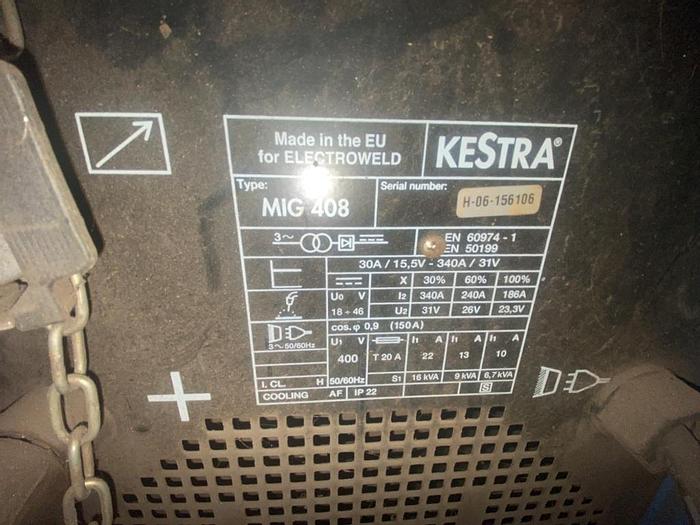 Made in the EU
for ELECTROWELD
KESTRA®
Type:
MIG 408
Serial number:
H-06-156106
3~
EN 60974-1
EN 50199
30A / 15,5V - 340A / 31V
X 30% 60% 100%
U0 V I2 340A 240A 186A
18 ÷ 46 U2 31V 26V 23,3V
cos. φ 0,9 (150A)
3~50/60Hz
U1 V I1 A I1 A I1 A
400 T 20 A 22 13 10
I. CL. H 50/60Hz S1 16 kVA 9 kVA 6,7 kVA
COOLING AF IP 22 S